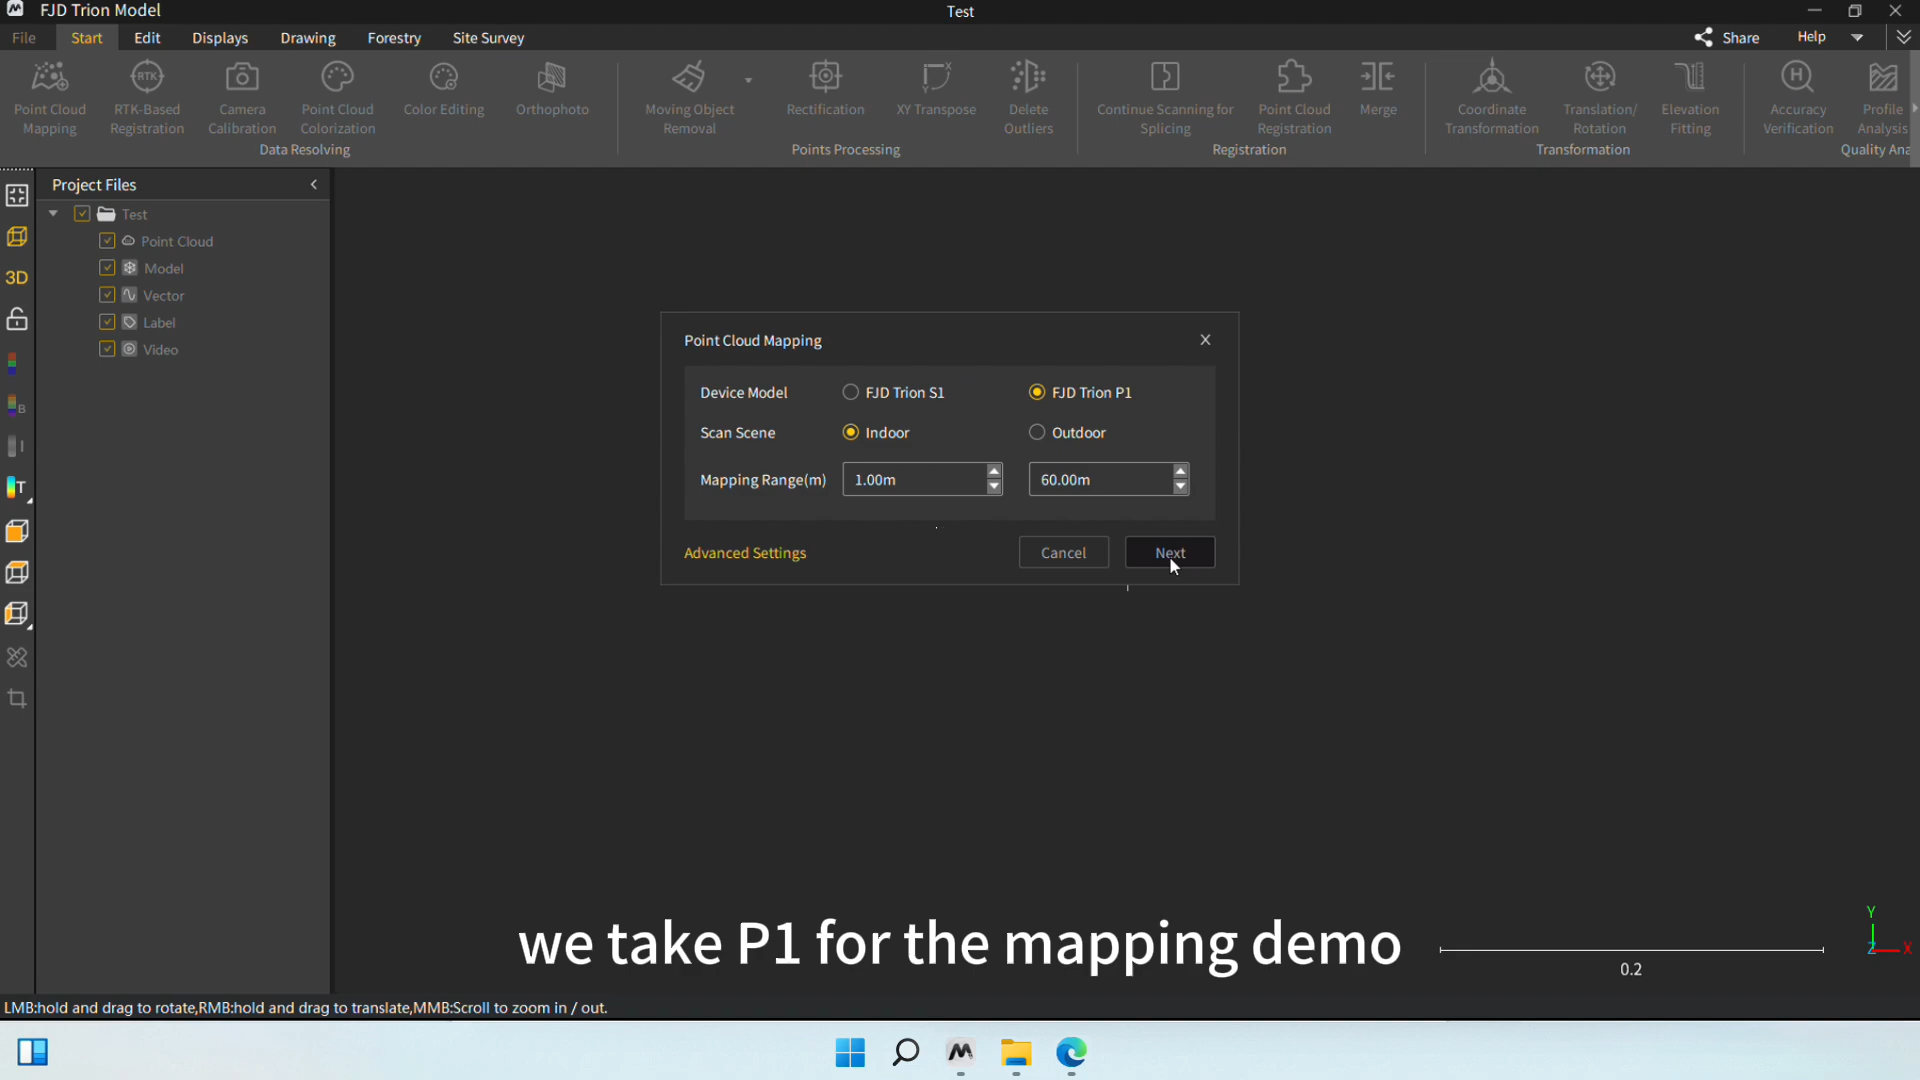 FJD Trion Model
Test
File Start Edit Displays Drawing Forestry Site Survey
Share Help
Point Cloud Mapping
RTK-Based Registration
RTK
Camera Calibration
Point Cloud Colorization
Color Editing
Orthophoto
Data Resolving
Moving Object Removal
Rectification
XY Transpose
Delete Outliers
Points Processing
Continue Scanning for Splicing
Point Cloud Registration
Merge
Registration
Coordinate Transformation
Translation/ Rotation
Elevation Fitting
Transformation
H
Accuracy Verification
Profile Analysis
Quality Ana
Project Files
Test
Point Cloud
Model
Vector
Label
Video
3D
B
I
T
Point Cloud Mapping
X
Device Model FJD Trion S1 FJD Trion P1
Scan Scene Indoor Outdoor
Mapping Range(m) 1.00m 60.00m
Advanced Settings Cancel Next
we take P1 for the mapping demo
0.2
Y
Z X
LMB:hold and drag to rotate,RMB:hold and drag to translate,MMB:Scroll to zoom in / out.